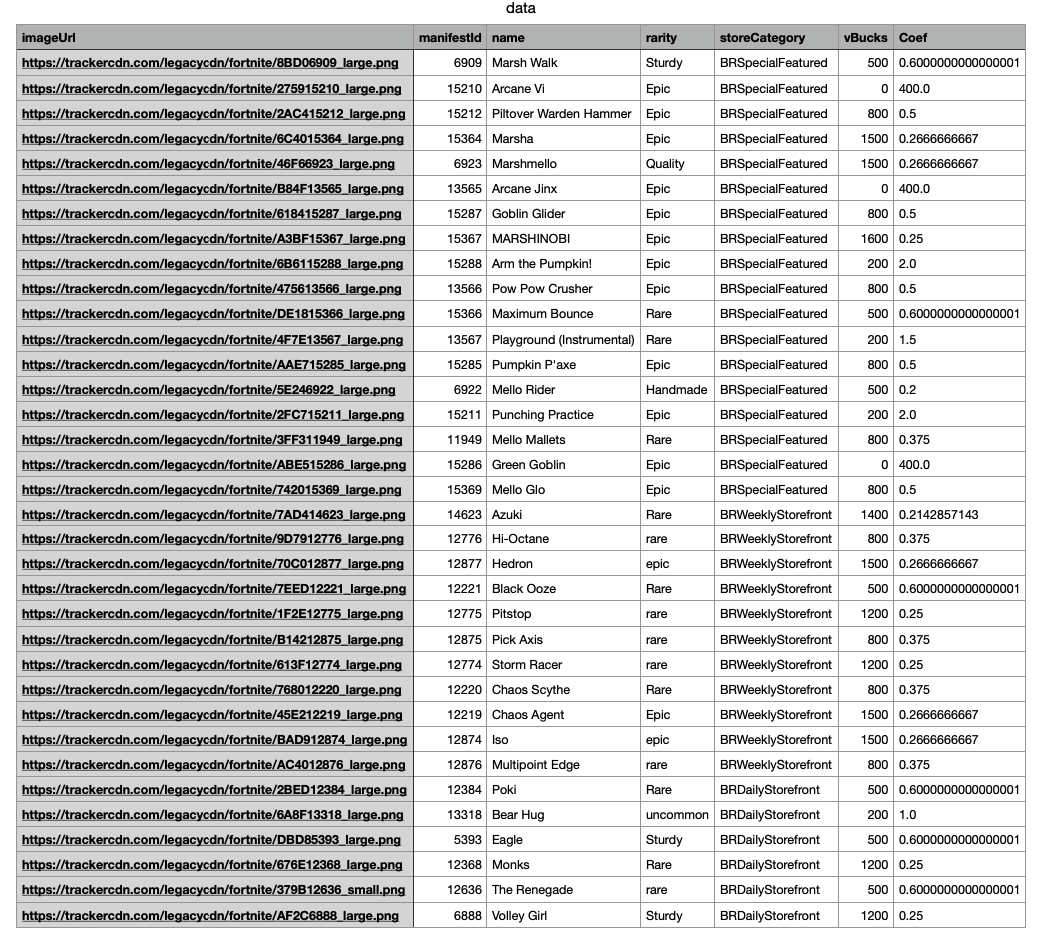 data
imageUrl manifestId name rarity storeCategory vBucks Coef
https://trackercdn.com/legacycdn/fortnite/8BD06909_large.png 6909 Marsh Walk Sturdy BRSpecialFeatured 500 0.6000000000000001
https://trackercdn.com/legacycdn/fortnite/275915210_large.png 15210 Arcane Vi Epic BRSpecialFeatured 0 400.0
https://trackercdn.com/legacycdn/fortnite/2AC415212_large.png 15212 Piltover Warden Hammer Epic BRSpecialFeatured 800 0.5
https://trackercdn.com/legacycdn/fortnite/6C4015364_large.png 15364 Marsha Epic BRSpecialFeatured 1500 0.2666666667
https://trackercdn.com/legacycdn/fortnite/46F66923_large.png 6923 Marshmello Quality BRSpecialFeatured 1500 0.2666666667
https://trackercdn.com/legacycdn/fortnite/B84F13565_large.png 13565 Arcane Jinx Epic BRSpecialFeatured 0 400.0
https://trackercdn.com/legacycdn/fortnite/618415287_large.png 15287 Goblin Glider Epic BRSpecialFeatured 800 0.5
https://trackercdn.com/legacycdn/fortnite/A3BF15367_large.png 15367 MARSHINOBI Epic BRSpecialFeatured 1600 0.25
https://trackercdn.com/legacycdn/fortnite/6B6115288_large.png 15288 Arm the Pumpkin! Epic BRSpecialFeatured 200 2.0
https://trackercdn.com/legacycdn/fortnite/475613566_large.png 13566 Pow Pow Crusher Epic BRSpecialFeatured 800 0.5
https://trackercdn.com/legacycdn/fortnite/DE1815366_large.png 15366 Maximum Bounce Rare BRSpecialFeatured 500 0.6000000000000001
https://trackercdn.com/legacycdn/fortnite/4F7E13567_large.png 13567 Playground (Instrumental) Rare BRSpecialFeatured 200 1.5
https://trackercdn.com/legacycdn/fortnite/AAE715285_large.png 15285 Pumpkin P'axe Epic BRSpecialFeatured 800 0.5
https://trackercdn.com/legacycdn/fortnite/5E246922_large.png 6922 Mello Rider Handmade BRSpecialFeatured 500 0.2
https://trackercdn.com/legacycdn/fortnite/2FC715211_large.png 15211 Punching Practice Epic BRSpecialFeatured 200 2.0
https://trackercdn.com/legacycdn/fortnite/3FF311949_large.png 11949 Mello Mallets Rare BRSpecialFeatured 800 0.375
https://trackercdn.com/legacycdn/fortnite/ABE515286_large.png 15286 Green Goblin Epic BRSpecialFeatured 0 400.0
https://trackercdn.com/legacycdn/fortnite/742015369_large.png 15369 Mello Glo Epic BRSpecialFeatured 800 0.5
https://trackercdn.com/legacycdn/fortnite/7AD414623_large.png 14623 Azuki Rare BRWeeklyStorefront 1400 0.2142857143
https://trackercdn.com/legacycdn/fortnite/9D7912776_large.png 12776 Hi-Octane rare BRWeeklyStorefront 800 0.375
https://trackercdn.com/legacycdn/fortnite/70C012877_large.png 12877 Hedron epic BRWeeklyStorefront 1500 0.2666666667
https://trackercdn.com/legacycdn/fortnite/7EED12221_large.png 12221 Black Ooze Rare BRWeeklyStorefront 500 0.6000000000000001
https://trackercdn.com/legacycdn/fortnite/1F2E12775_large.png 12775 Pitstop rare BRWeeklyStorefront 1200 0.25
https://trackercdn.com/legacycdn/fortnite/B14212875_large.png 12875 Pick Axis rare BRWeeklyStorefront 800 0.375
https://trackercdn.com/legacycdn/fortnite/613F12774_large.png 12774 Storm Racer rare BRWeeklyStorefront 1200 0.25
https://trackercdn.com/legacycdn/fortnite/768012220_large.png 12220 Chaos Scythe Rare BRWeeklyStorefront 800 0.375
https://trackercdn.com/legacycdn/fortnite/45E212219_large.png 12219 Chaos Agent Epic BRWeeklyStorefront 1500 0.2666666667
https://trackercdn.com/legacycdn/fortnite/BAD912874_large.png 12874 Iso epic BRWeeklyStorefront 1500 0.2666666667
https://trackercdn.com/legacycdn/fortnite/AC4012876_large.png 12876 Multipoint Edge rare BRWeeklyStorefront 800 0.375
https://trackercdn.com/legacycdn/fortnite/2BED12384_large.png 12384 Poki Rare BRDailyStorefront 500 0.6000000000000001
https://trackercdn.com/legacycdn/fortnite/6A8F13318_large.png 13318 Bear Hug uncommon BRDailyStorefront 200 1.0
https://trackercdn.com/legacycdn/fortnite/DBD85393_large.png 5393 Eagle Sturdy BRDailyStorefront 500 0.6000000000000001
https://trackercdn.com/legacycdn/fortnite/676E12368_large.png 12368 Monks Rare BRDailyStorefront 1200 0.25
https://trackercdn.com/legacycdn/fortnite/379B12636_small.png 12636 The Renegade rare BRDailyStorefront 500 0.6000000000000001
https://trackercdn.com/legacycdn/fortnite/AF2C6888_large.png 6888 Volley Girl Sturdy BRDailyStorefront 1200 0.25